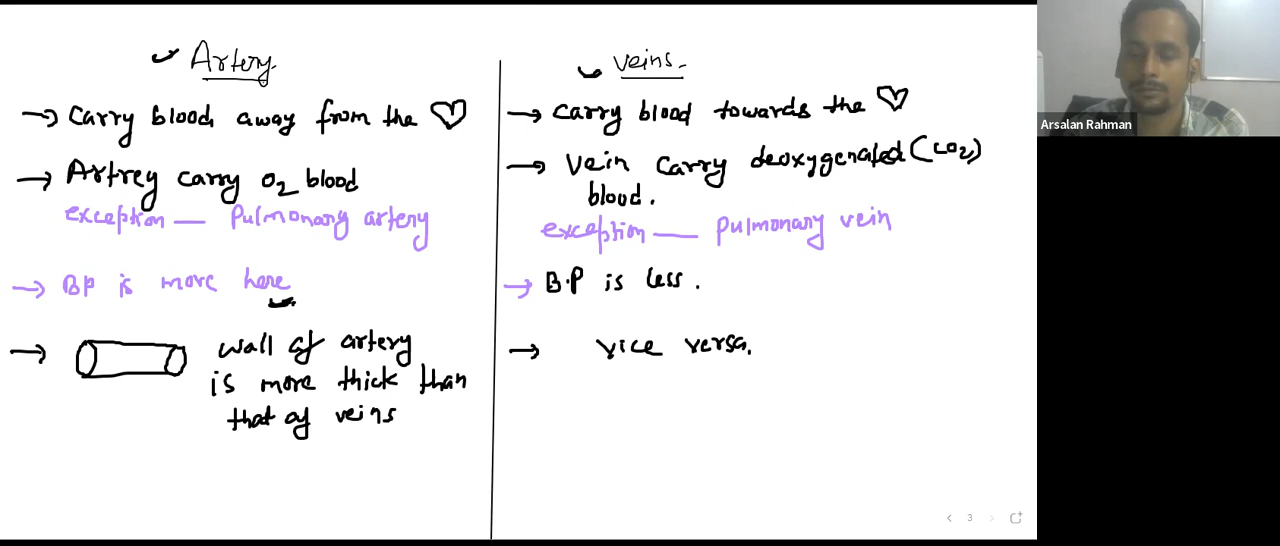 Artery
→ Carry blood away from the ♡
→ Artrey carry O₂ blood
exception — Pulmonary artery
→ BP is more here
→ wall of artery
is more thick than
that of veins
veins
→ Carry blood towards the ♡
→ Vein carry deoxygenated (CO₂)
blood.
exception — Pulmonary vein
→ B.P is less.
→ vice versa.
Arsalan Rahman
3